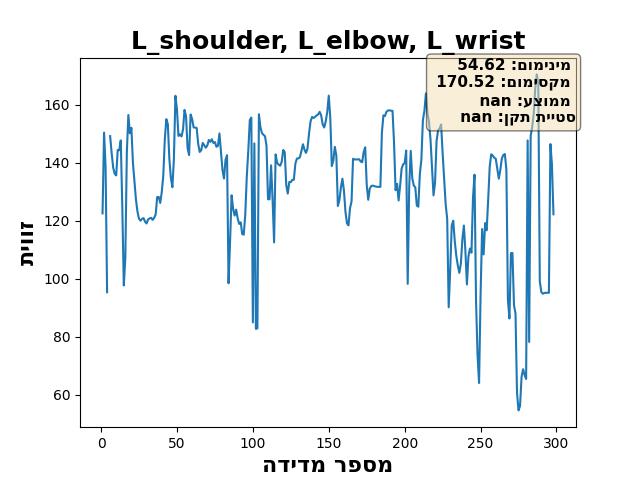 L_shoulder, L_elbow, L_wrist
מינימום: 54.62
מקסימום: 170.52
ממוצע: nan
סטיית תקן: nan
160
140
120
100
80
60
זווית
0 50 100 150 200 250 300
מספר מדידה